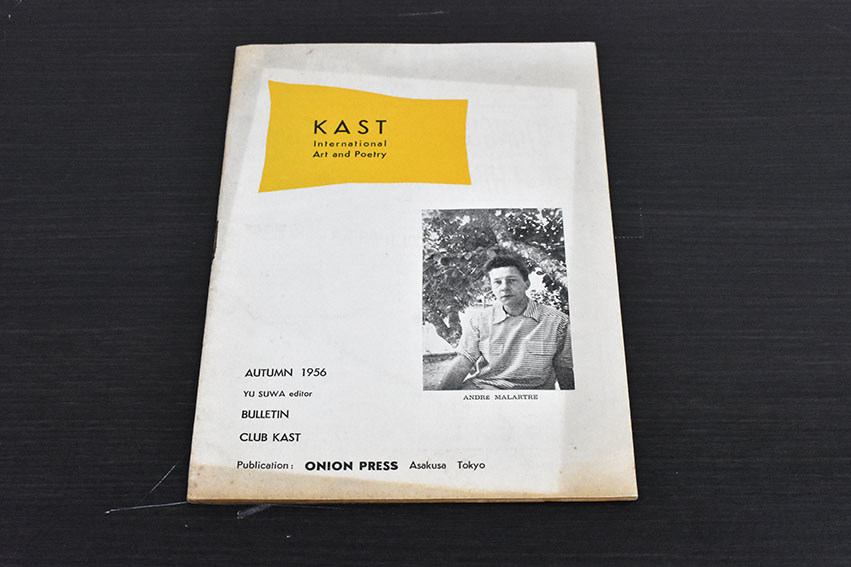 KAST
International
Art and Poetry
ANDRÉ MALARTRE
AUTUMN 1956
YU SUWA editor
BULLETIN
CLUB KAST
Publication: ONION PRESS Asakusa Tokyo